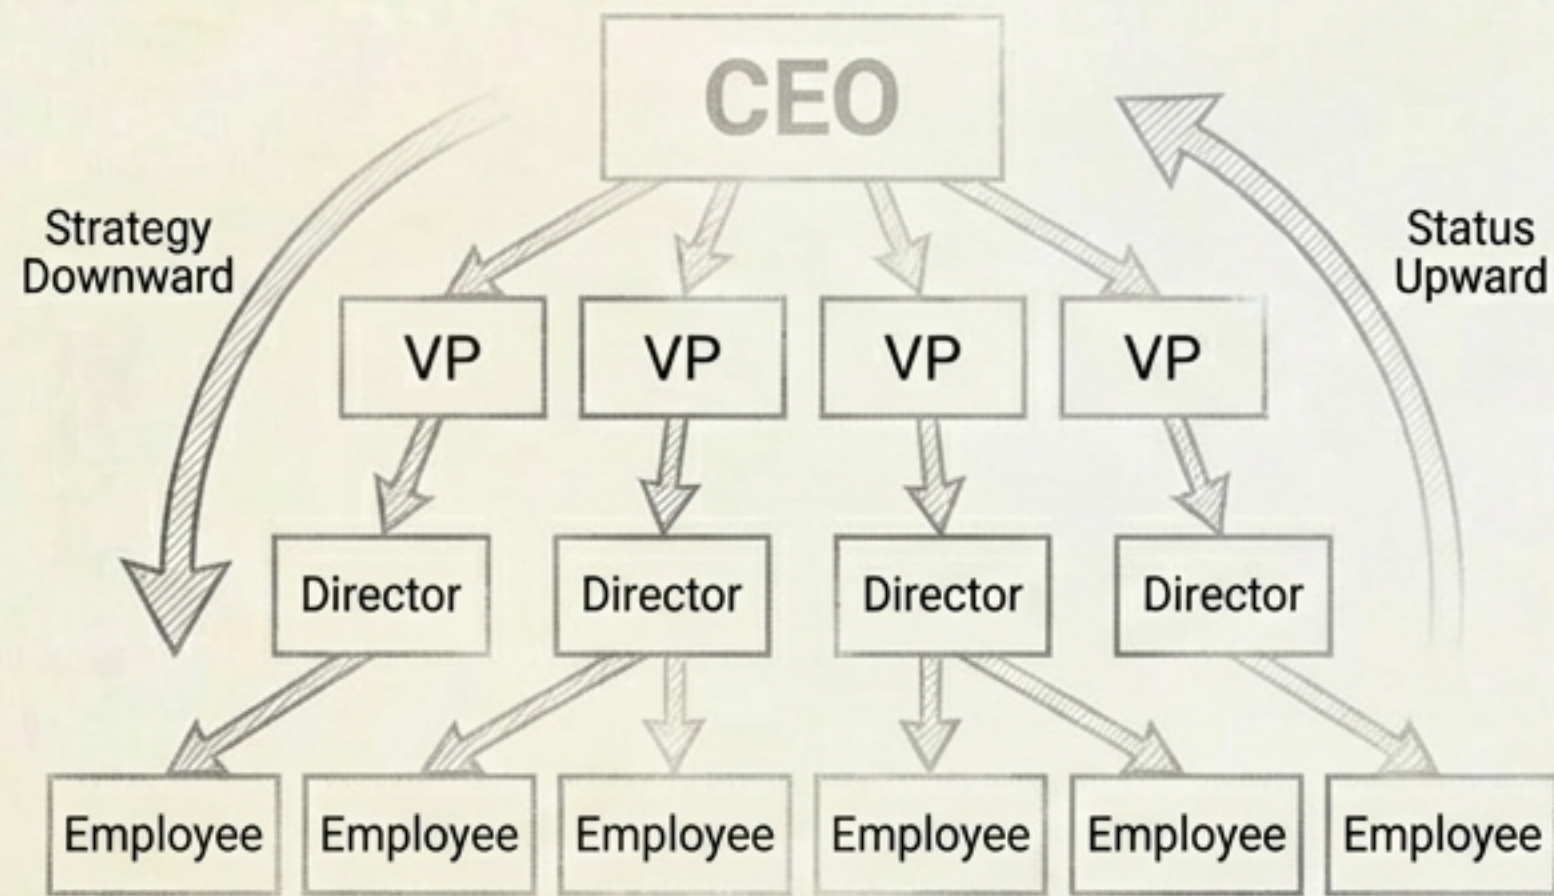 CEO
Strategy
Downward
Status
Upward
VP VP VP VP
Director Director Director Director
Employee Employee Employee Employee Employee Employee